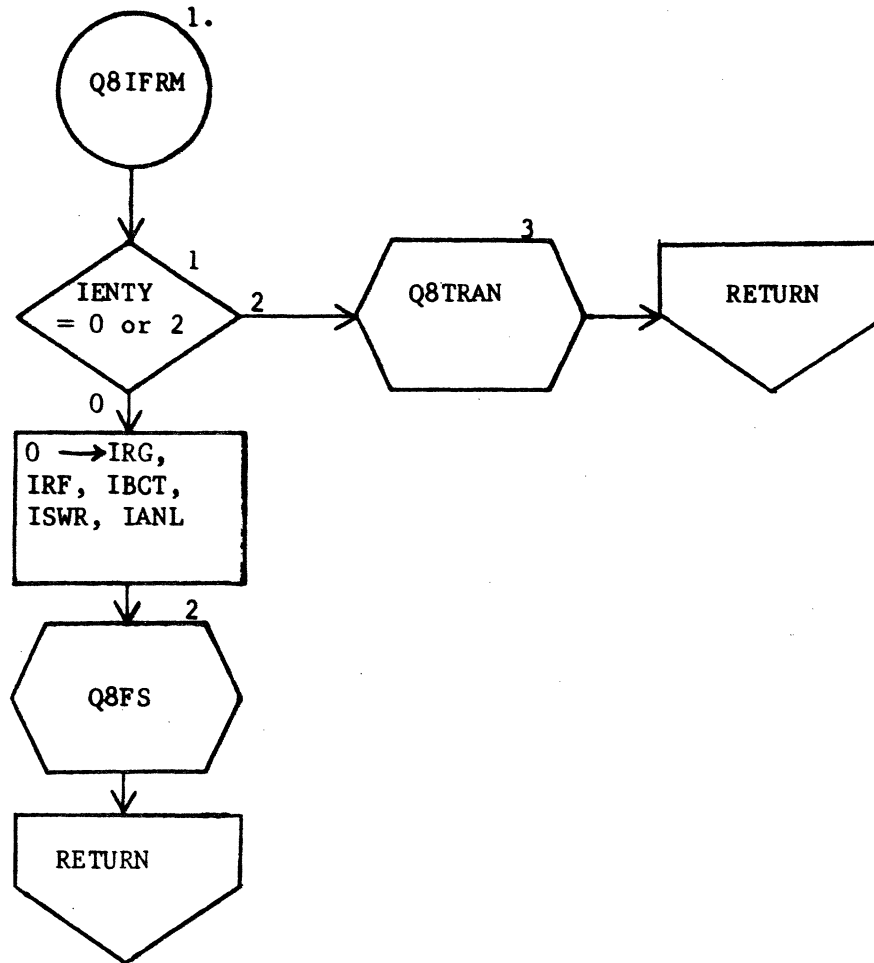 1.
Q8IFRM
1
IENTY
= 0 or 2
2
3
Q8TRAN
RETURN
0
0 →IRG,
IRF, IBCT,
ISWR, IANL
2
Q8FS
RETURN